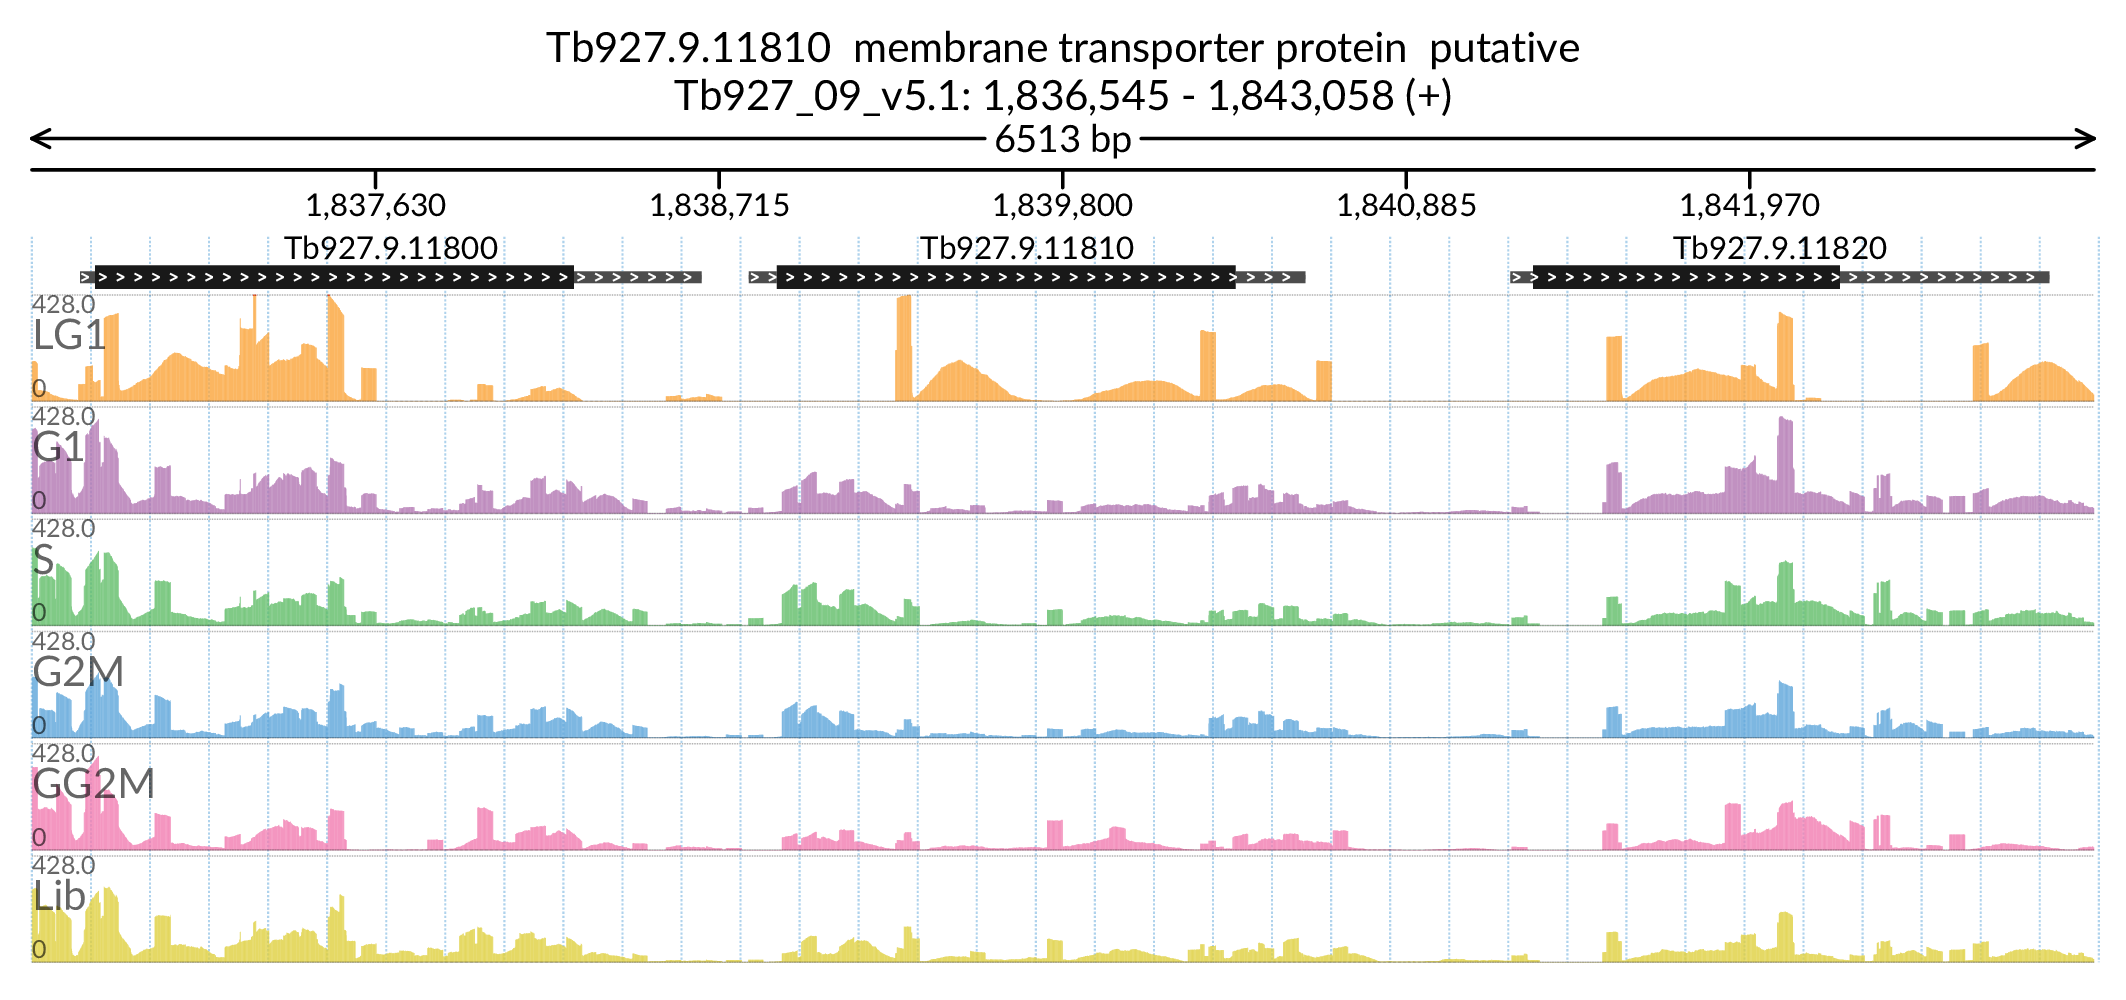 Tb927.9.11810 membrane transporter protein putative
Tb927_09_v5.1: 1,836,545 - 1,843,058 (+)
6513 bp
1,837,630 1,838,715 1,839,800 1,840,885 1,841,970
Tb927.9.11800 Tb927.9.11810 Tb927.9.11820
428.0
LG1
0
428.0
G1
0
428.0
S
0
428.0
G2M
0
428.0
GG2M
0
428.0
Lib
0